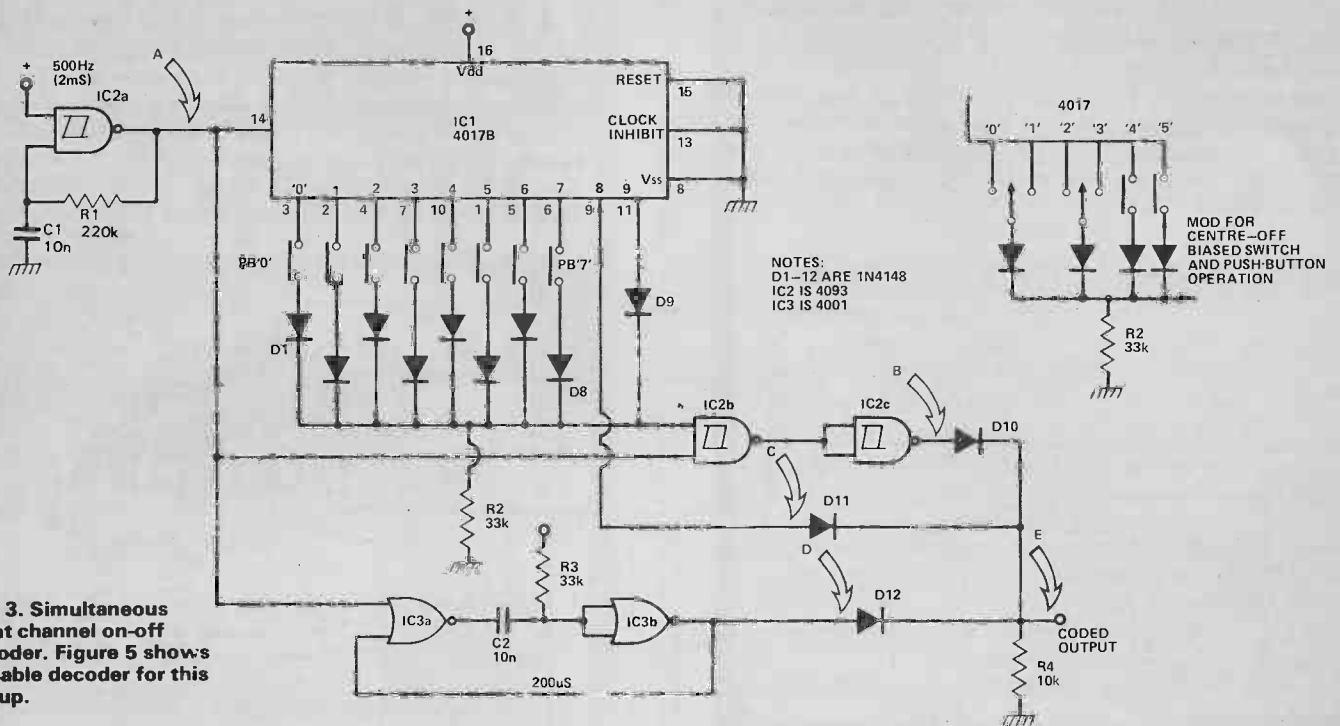 +
500Hz
(2mS)
IC2a
A
R1
220k
C1
10n
+
16
Vdd
14
IC1
4017B
RESET
15
CLOCK
INHIBIT
13
Vss
8
'0' 1 2 3 4 5 6 7 8 9
3 2 4 7 10 1 5 6 9 11
PB'0'
PB'7'
D1
D8
D9
NOTES:
D1–12 ARE 1N4148
IC2 IS 4093
IC3 IS 4001
4017
'0' '1' '2' '3' '4' '5'
MOD FOR
CENTRE–OFF
BIASED SWITCH
AND PUSH-BUTTON
OPERATION
R2
33k
IC2b
IC2c
B
D10
C
D11
R2
33k
D
E
D12
R3
33k
IC3a
C2
10n
IC3b
CODED
OUTPUT
R4
10k
200uS
3. Simultaneous
nt channel on-off
oder. Figure 5 shows
able decoder for this
up.